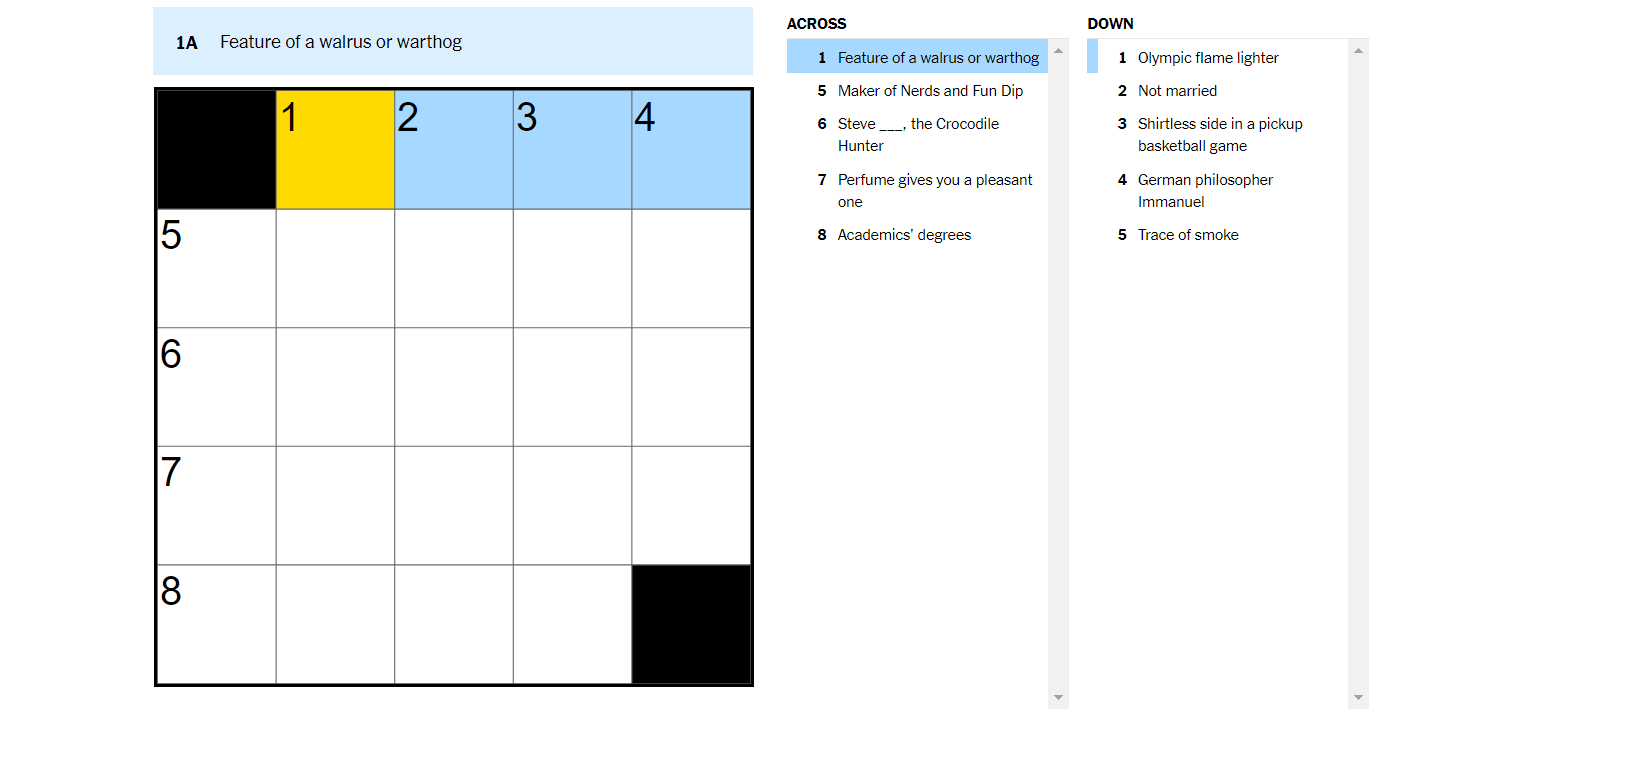 1A Feature of a walrus or warthog
1 2 3 4
5
6
7
8
ACROSS
1 Feature of a walrus or warthog
5 Maker of Nerds and Fun Dip
6 Steve ___, the Crocodile
Hunter
7 Perfume gives you a pleasant
one
8 Academics' degrees
DOWN
1 Olympic flame lighter
2 Not married
3 Shirtless side in a pickup
basketball game
4 German philosopher
Immanuel
5 Trace of smoke